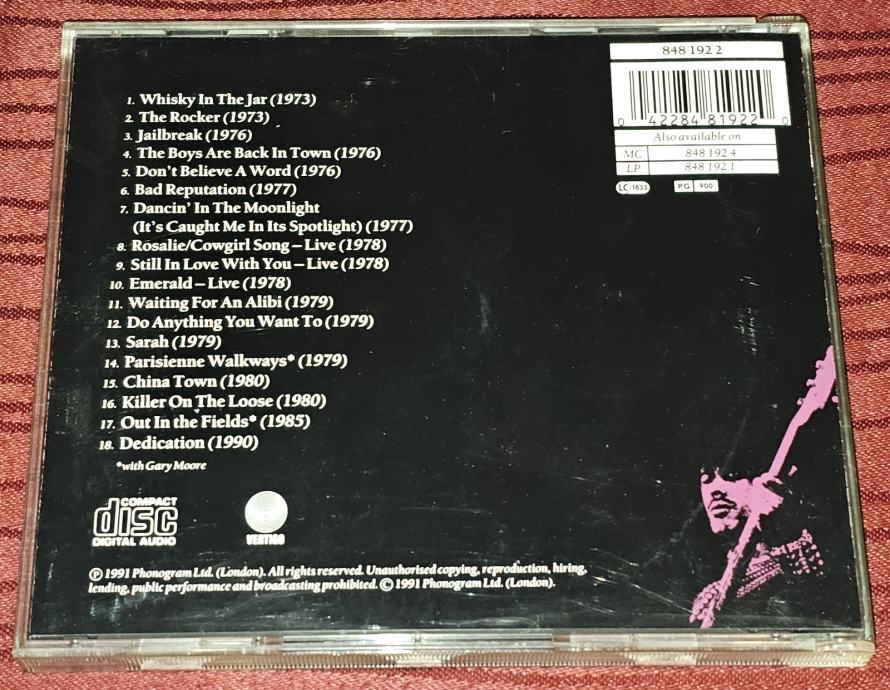 848 192 2
0 42284 81922 0
Also available on
MC 848 192 4
LP 848 192 1
LC 1633 PG 900
1. Whisky In The Jar (1973)
2. The Rocker (1973)
3. Jailbreak (1976)
4. The Boys Are Back In Town (1976)
5. Don't Believe A Word (1976)
6. Bad Reputation (1977)
7. Dancin' In The Moonlight
(It's Caught Me In Its Spotlight) (1977)
8. Rosalie/Cowgirl Song – Live (1978)
9. Still In Love With You – Live (1978)
10. Emerald – Live (1978)
11. Waiting For An Alibi (1979)
12. Do Anything You Want To (1979)
13. Sarah (1979)
14. Parisienne Walkways* (1979)
15. China Town (1980)
16. Killer On The Loose (1980)
17. Out In the Fields* (1985)
18. Dedication (1990)
*with Gary Moore
COMPACT
disc
DIGITAL AUDIO
VERTIGO
Ⓟ 1991 Phonogram Ltd. (London). All rights reserved. Unauthorised copying, reproduction, hiring,
lending, public performance and broadcasting prohibited. © 1991 Phonogram Ltd. (London).